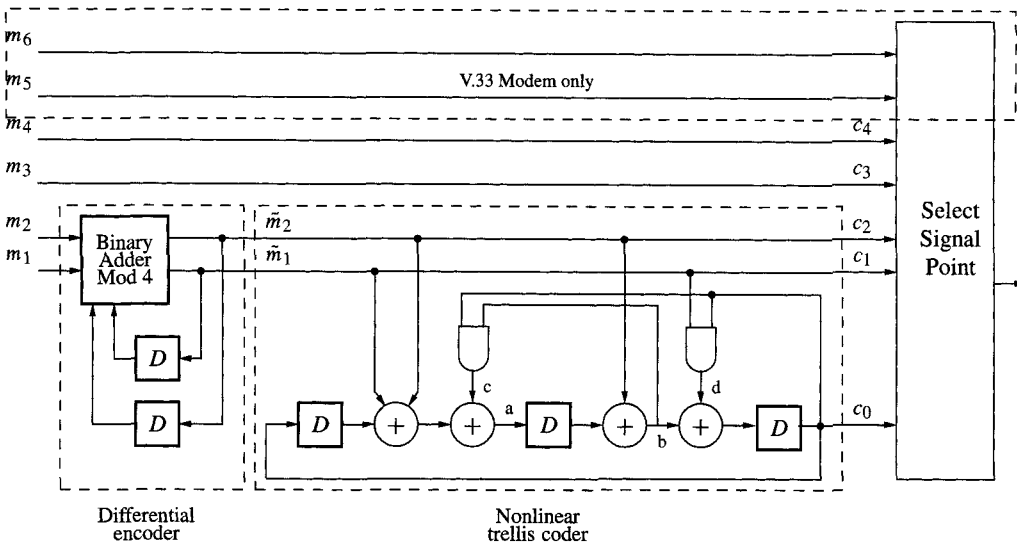 m₆
m₅
V.33 Modem only
m₄
c₄
m₃
c₃
m₂
m̃₂
c₂
m₁
m̃₁
c₁
Binary
Adder
Mod 4
Select
Signal
Point
D
D
c
d
D
+
+
a
D
+
b
+
D
c₀
Differential
encoder
Nonlinear
trellis coder